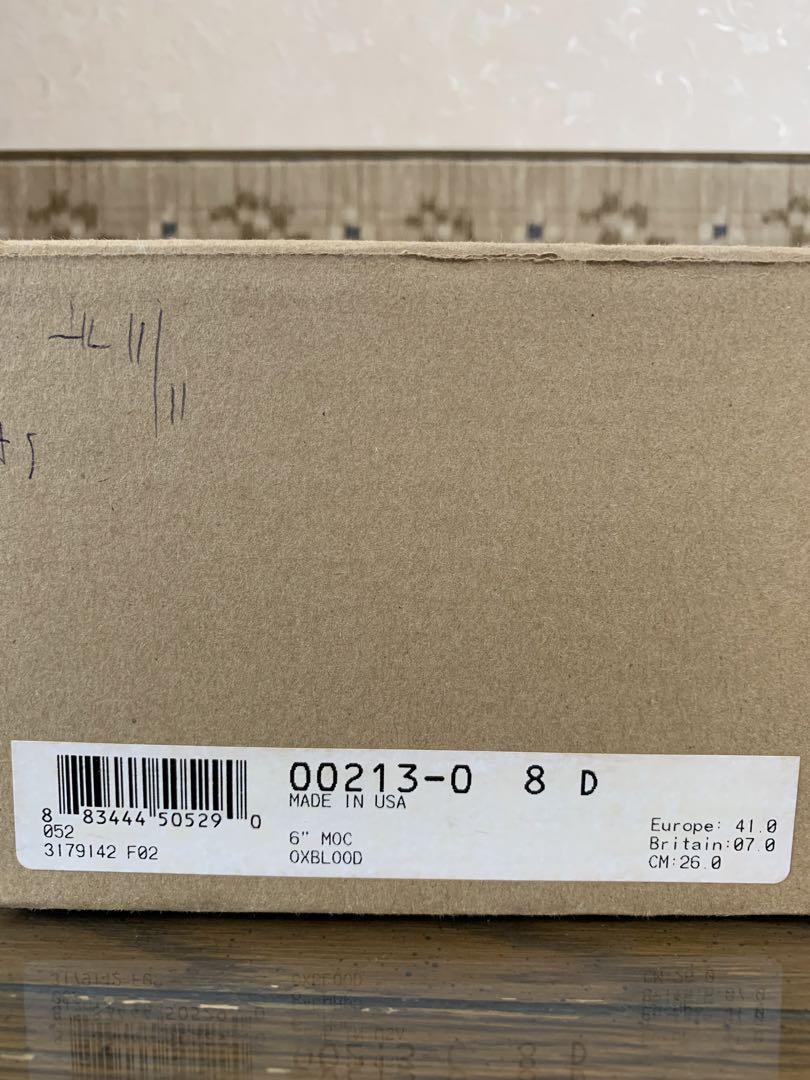 00213-0 8 D
MADE IN USA
8 83444 50529 0
052
3179142 F02
6" MOC
OXBLOOD
Europe: 41.0
Britain:07.0
CM:26.0